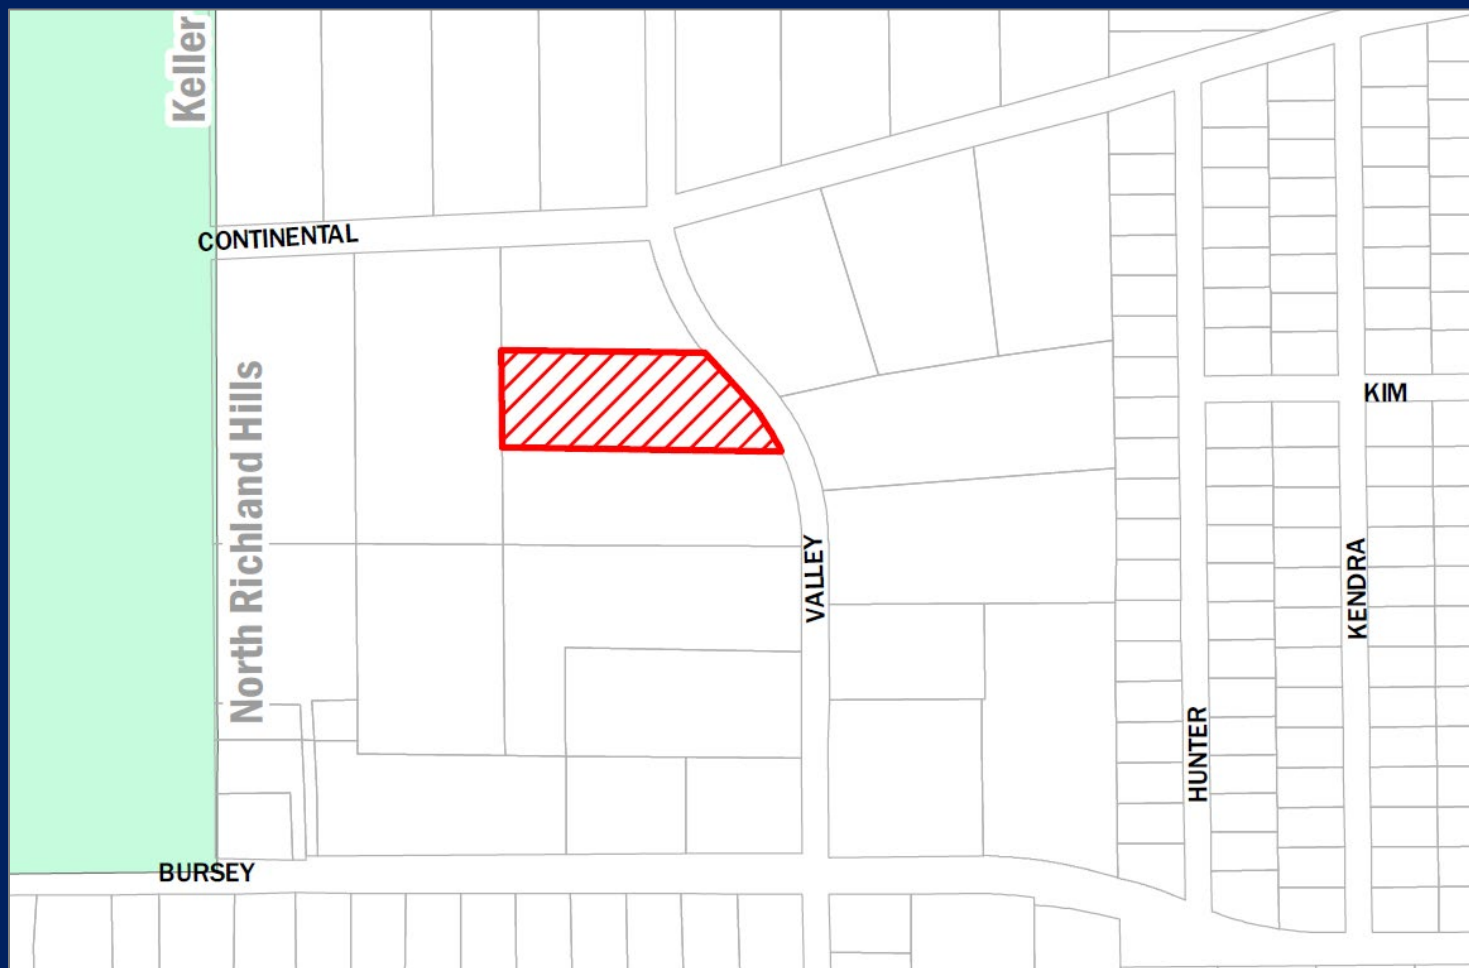 Keller
CONTINENTAL
North Richland Hills
KIM
VALLEY
KENDRA
HUNTER
BURSEY